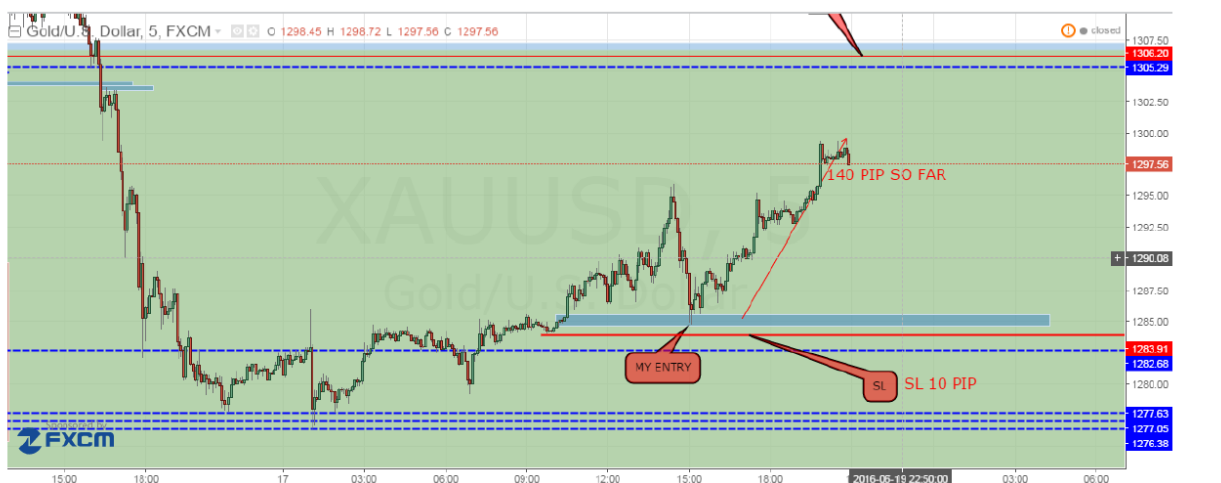 Gold/U.S. Dollar, 5, FXCM O 1298.45 H 1298.72 L 1297.56 C 1297.56
closed
1307.50
1306.20
1305.29
1302.50
1300.00
1297.56
140 PIP SO FAR
1295.00
XAUUSD, 5
1292.50
1290.08
Gold/U.S. Dollar
1287.50
1285.00
1283.91
1282.68
MY ENTRY
SL
SL 10 PIP
1280.00
1277.63
1277.05
1276.38
Sponsored by
FXCM
15:00 18:00 17 03:00 06:00 09:00 12:00 15:00 18:00 2016-06-19 22:50:00 03:00 06:00